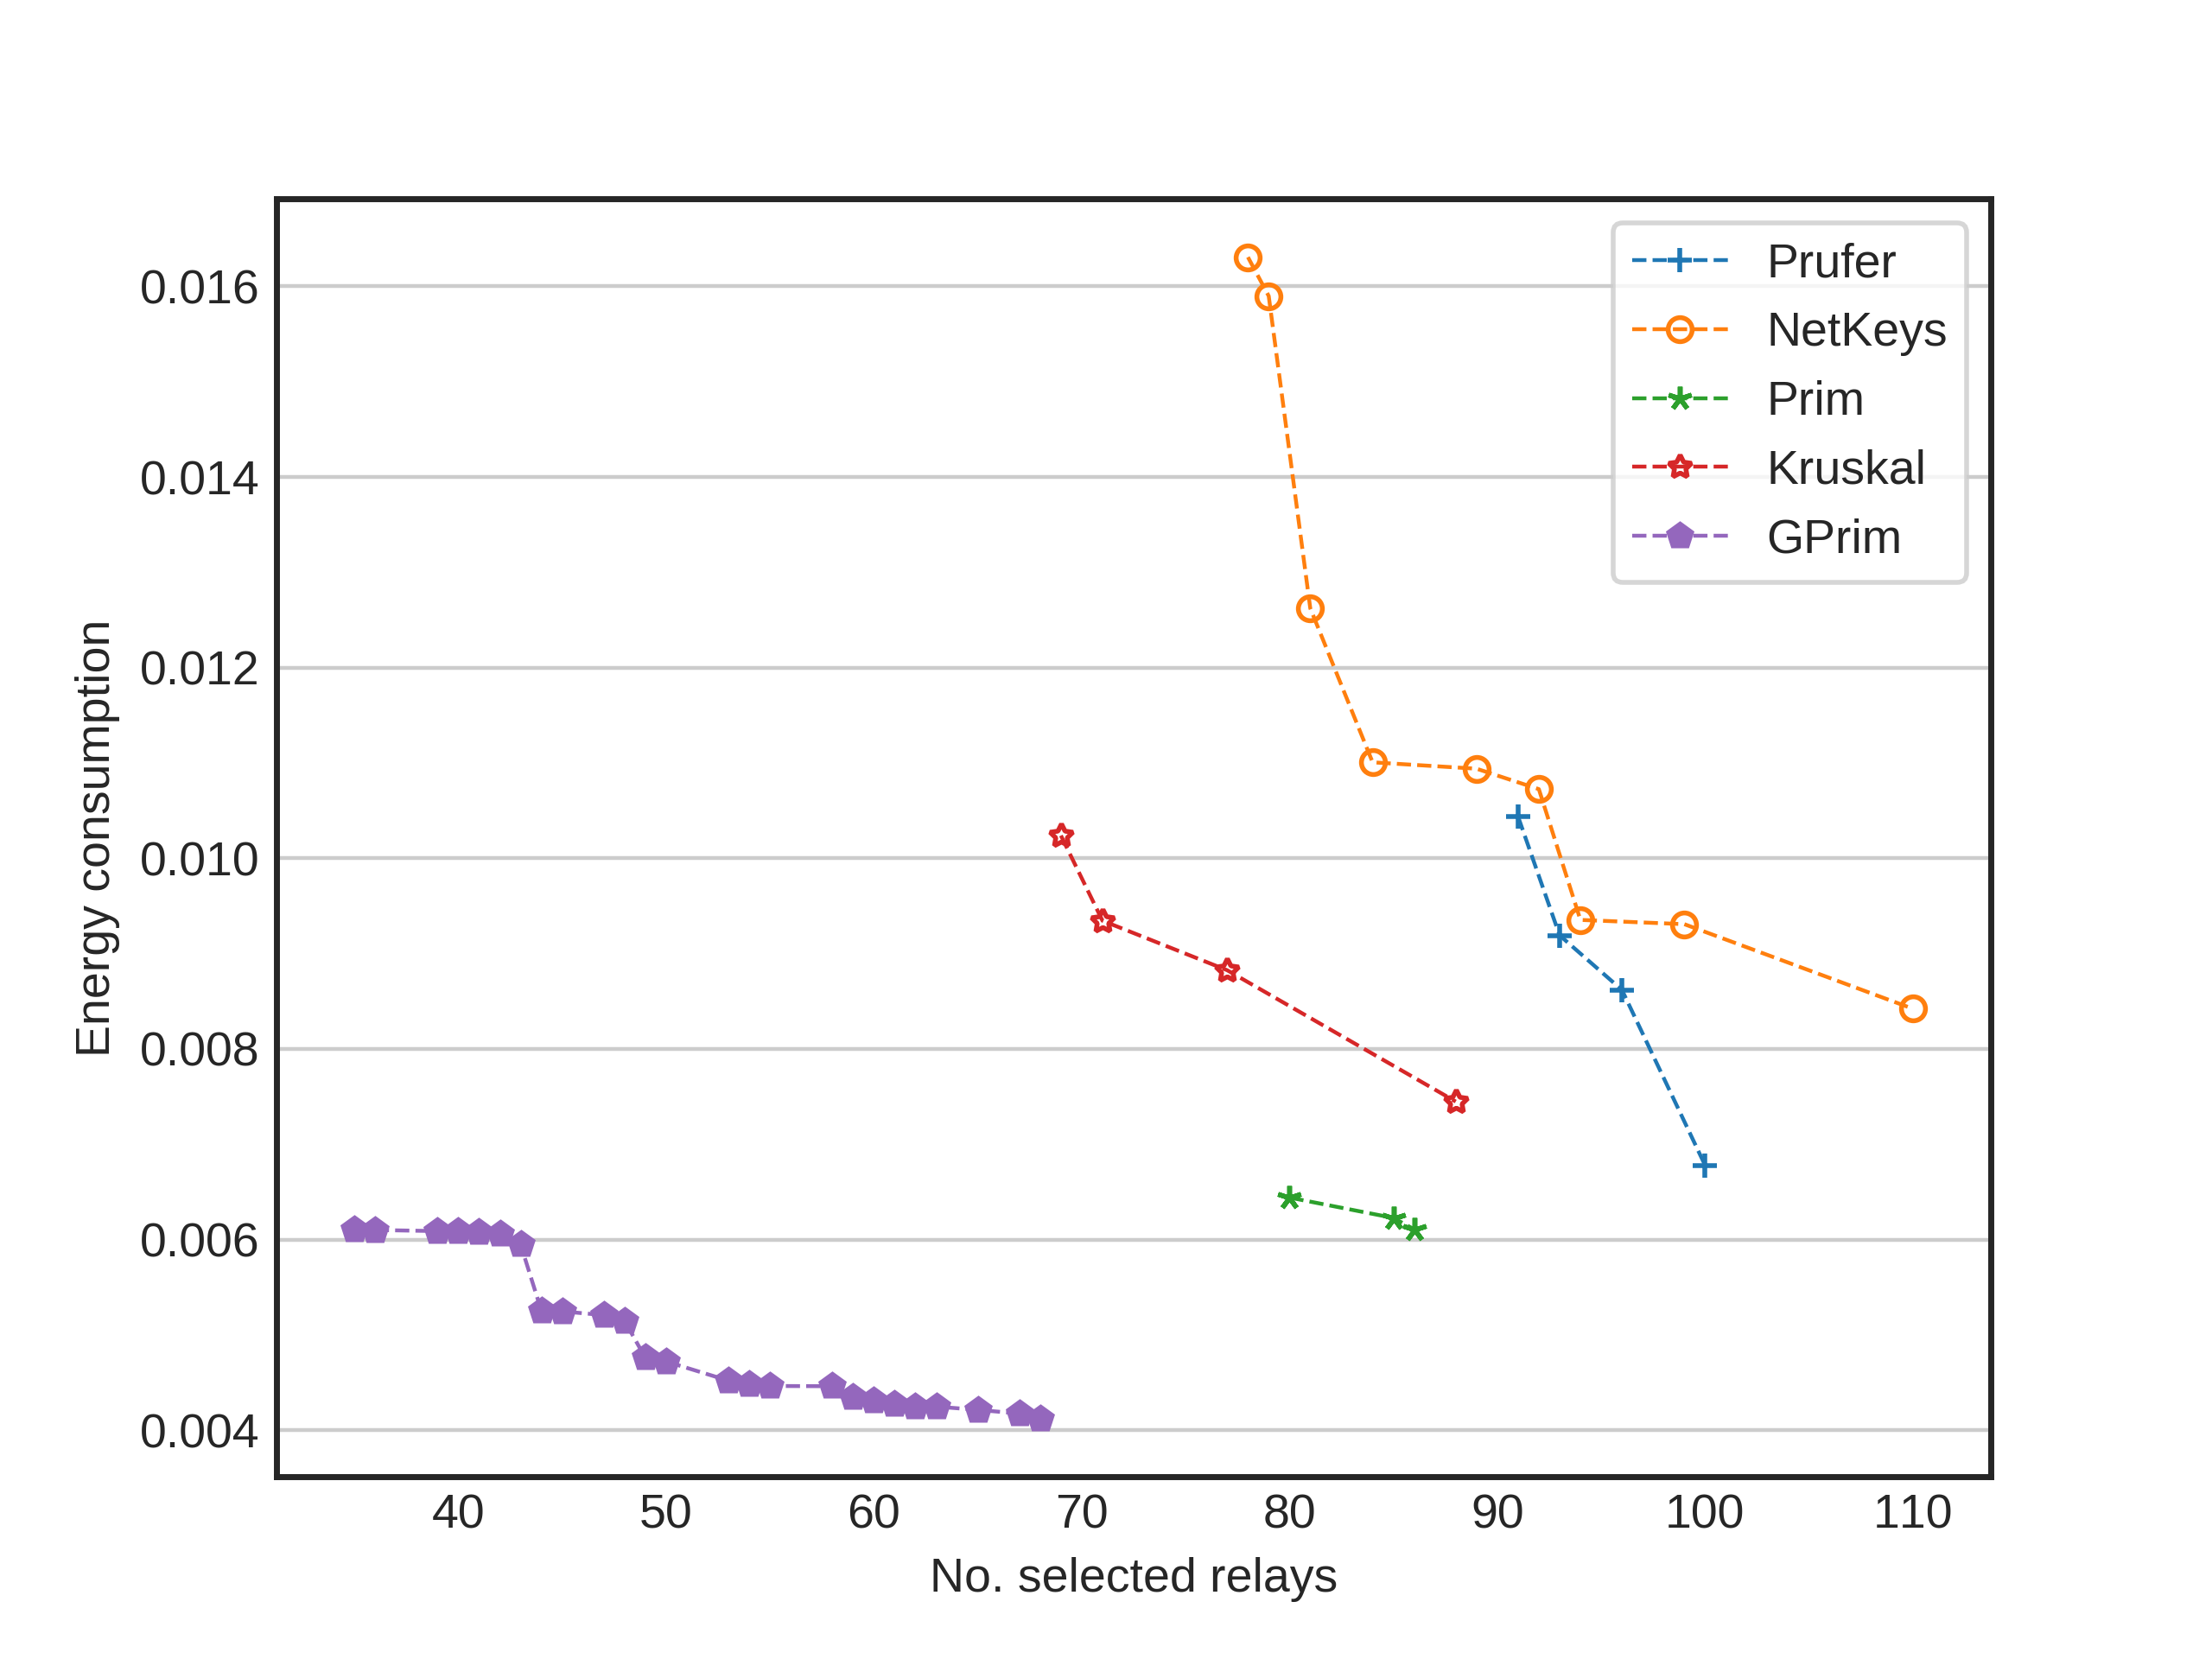 Prufer
NetKeys
Prim
Kruskal
GPrim
0.016
0.014
0.012
0.010
0.008
0.006
0.004
Energy consumption
40 50 60 70 80 90 100 110
No. selected relays